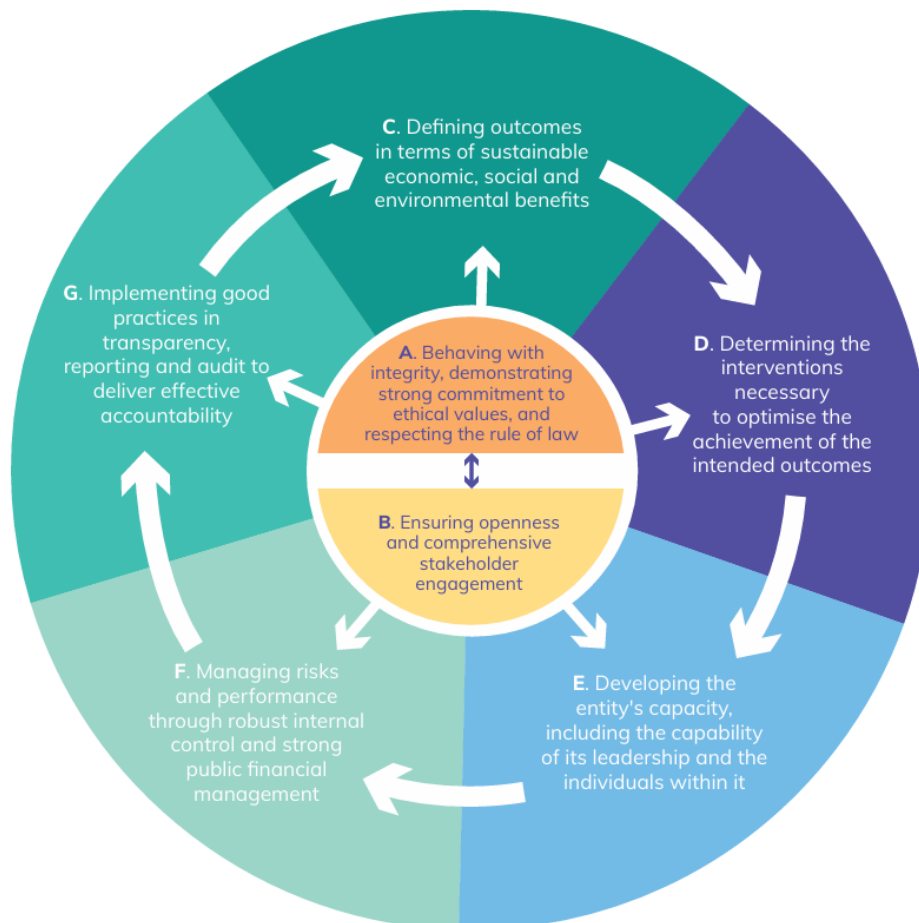 C. Defining outcomes
in terms of sustainable
economic, social and
environmental benefits
G. Implementing good
practices in
transparency,
reporting and audit to
deliver effective
accountability
A. Behaving with
integrity, demonstrating
strong commitment to
ethical values, and
respecting the rule of law
D. Determining the
interventions
necessary
to optimise the
achievement of the
intended outcomes
B. Ensuring openness
and comprehensive
stakeholder
engagement
F. Managing risks
and performance
through robust internal
control and strong
public financial
management
E. Developing the
entity's capacity,
including the capability
of its leadership and the
individuals within it